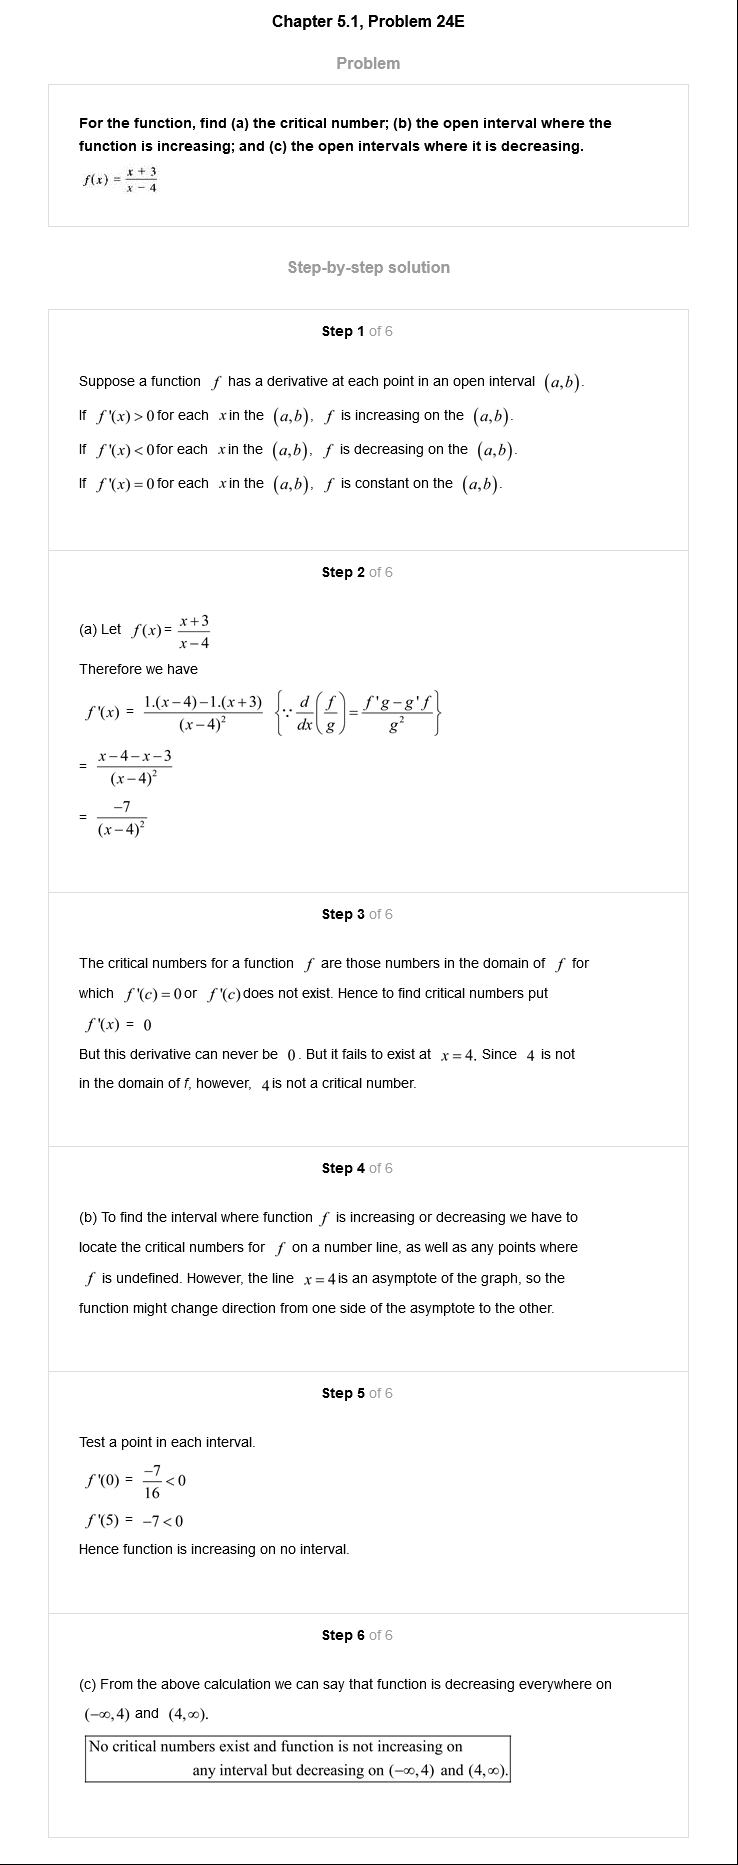 Chapter 5.1, Problem 24E
Problem
For the function, find (a) the critical number; (b) the open interval where the
function is increasing; and (c) the open intervals where it is decreasing.
f(x) = \frac{x + 3}{x - 4}
Step-by-step solution
Step 1 of 6
Suppose a function f has a derivative at each point in an open interval (a,b).
If f'(x) > 0 for each x in the (a,b), f is increasing on the (a,b).
If f'(x) < 0 for each x in the (a,b), f is decreasing on the (a,b).
If f'(x) = 0 for each x in the (a,b), f is constant on the (a,b).
Step 2 of 6
(a) Let f(x) = \frac{x+3}{x-4}
Therefore we have
f'(x) = \frac{1.(x-4)-1.(x+3)}{(x-4)^2} {∵ \frac{d}{dx}(\frac{f}{g}) = \frac{f'g-g'f}{g^2}}
= \frac{x-4-x-3}{(x-4)^2}
= \frac{-7}{(x-4)^2}
Step 3 of 6
The critical numbers for a function f are those numbers in the domain of f for
which f'(c) = 0 or f'(c) does not exist. Hence to find critical numbers put
f'(x) = 0
But this derivative can never be 0. But it fails to exist at x = 4. Since 4 is not
in the domain of f, however, 4 is not a critical number.
Step 4 of 6
(b) To find the interval where function f is increasing or decreasing we have to
locate the critical numbers for f on a number line, as well as any points where
f is undefined. However, the line x = 4 is an asymptote of the graph, so the
function might change direction from one side of the asymptote to the other.
Step 5 of 6
Test a point in each interval.
f'(0) = \frac{-7}{16} < 0
f'(5) = -7 < 0
Hence function is increasing on no interval.
Step 6 of 6
(c) From the above calculation we can say that function is decreasing everywhere on
(-∞,4) and (4,∞).
No critical numbers exist and function is not increasing on
any interval but decreasing on (-∞,4) and (4,∞).